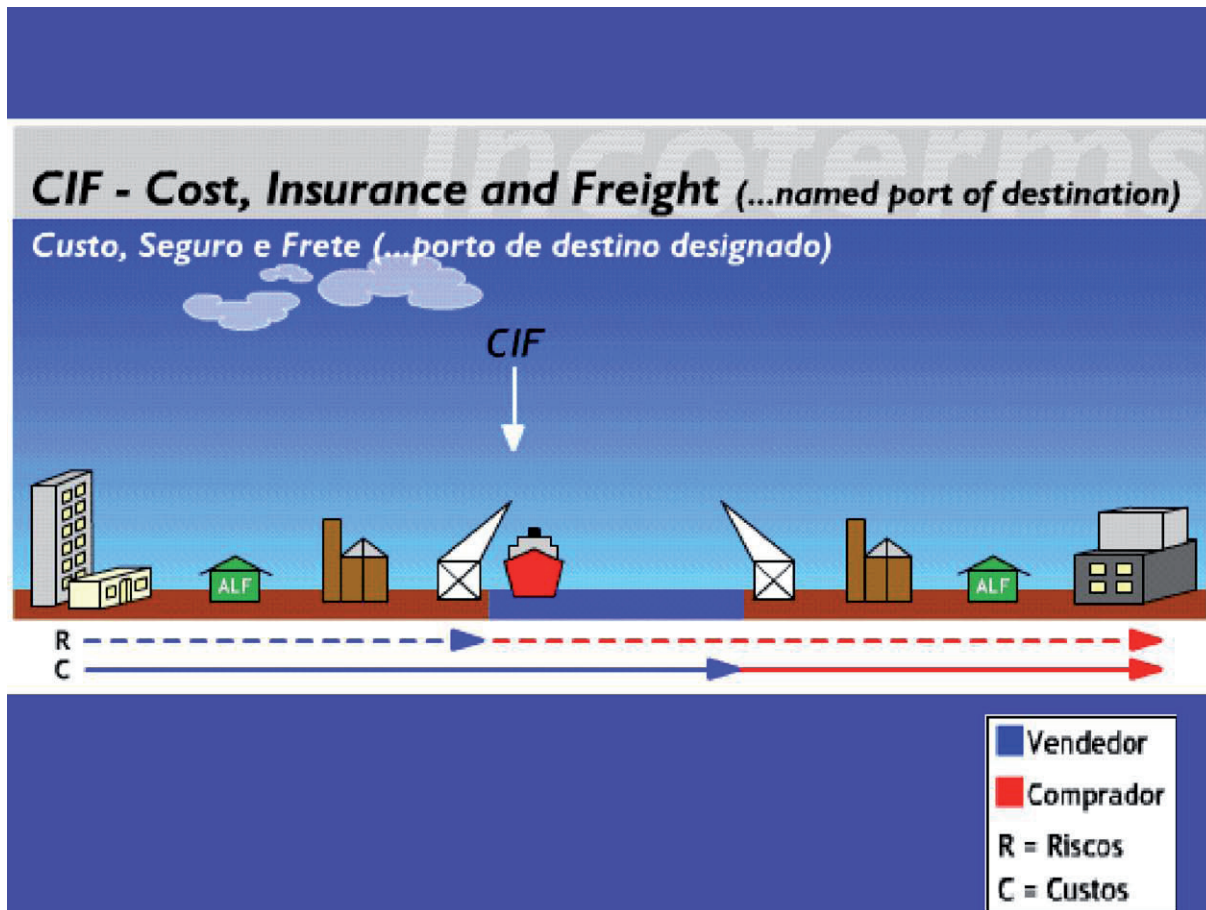 Incoterms
CIF - Cost, Insurance and Freight (...named port of destination)
Custo, Seguro e Frete (...porto de destino designado)
CIF
ALF
ALF
R
C
Vendedor
Comprador
R = Riscos
C = Custos